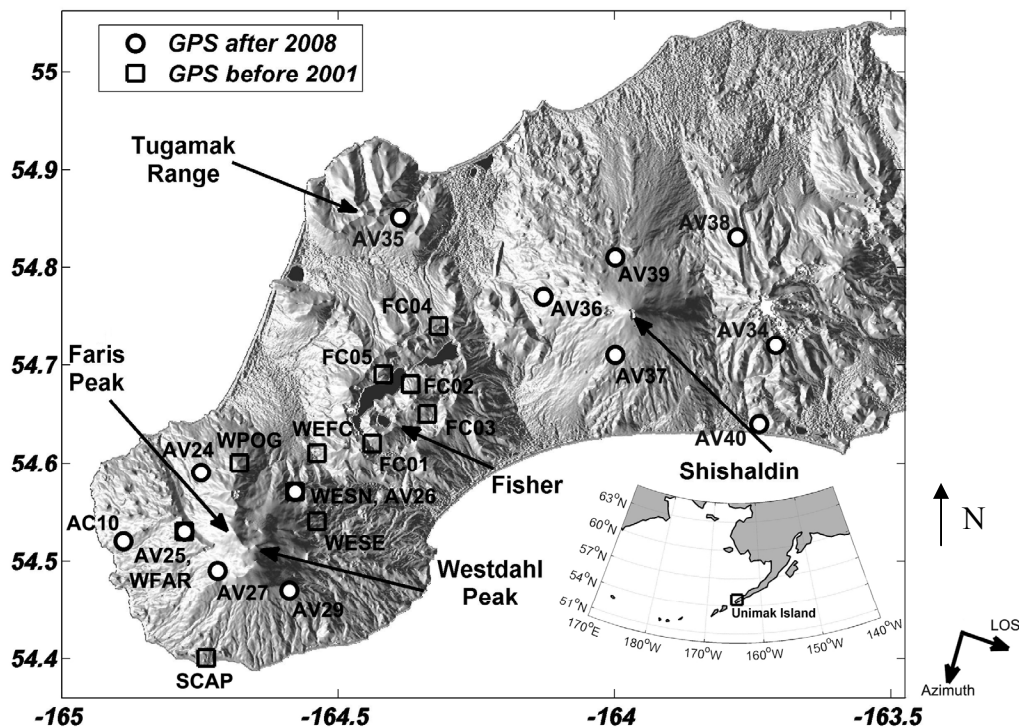 GPS after 2008
GPS before 2001
55
54.9
54.8
54.7
54.6
54.5
54.4
-165
-164.5
-164
-163.5
Tugamak
Range
AV35
AV38
AV39
AV36
FC04
AV34
FC05
AV37
FC02
Faris
Peak
FC03
WEFC
AV40
AV24
WPOG
FC01
Shishaldin
Fisher
WESN, AV26
AC10
WESE
AV25,
WFAR
Westdahl
Peak
AV27
AV29
SCAP
63°N
60°N
57°N
54°N
51°N
170°E
180°W
170°W
160°W
150°W
140°W
Unimak Island
N
LOS
Azimuth